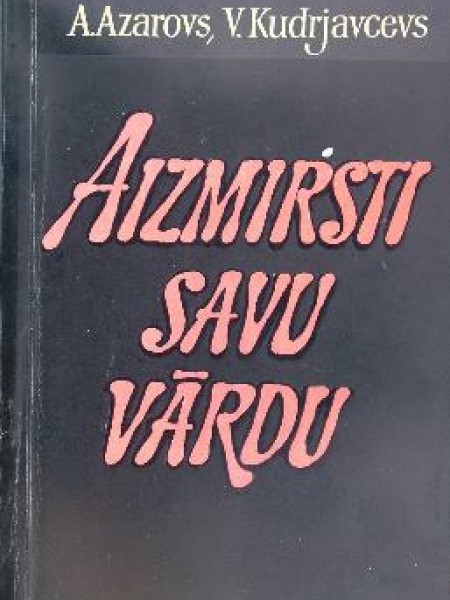 A.Azarovs, V.Kudrjavcevs
AIZMIRSTI
SAVU
VĀRDU